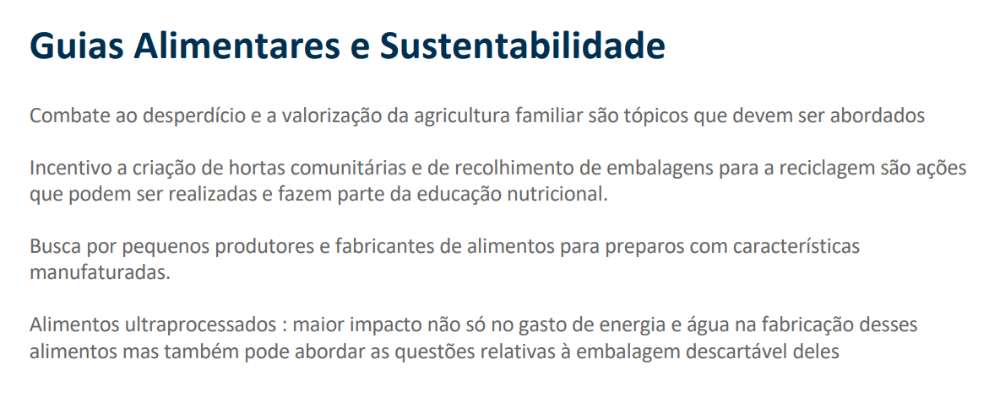 Guias Alimentares e Sustentabilidade
Combate ao desperdício e a valorização da agricultura familiar são tópicos que devem ser abordados
Incentivo a criação de hortas comunitárias e de recolhimento de embalagens para a reciclagem são ações
que podem ser realizadas e fazem parte da educação nutricional.
Busca por pequenos produtores e fabricantes de alimentos para preparos com características
manufaturadas.
Alimentos ultraprocessados : maior impacto não só no gasto de energia e água na fabricação desses
alimentos mas também pode abordar as questões relativas à embalagem descartável deles